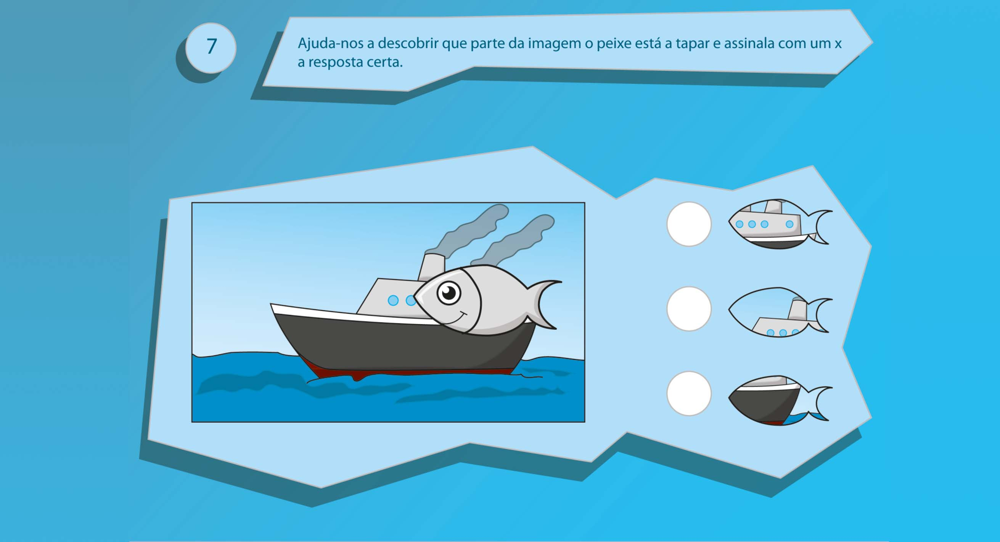 7
Ajuda-nos a descobrir que parte da imagem o peixe está a tapar e assinala com um x
a resposta certa.